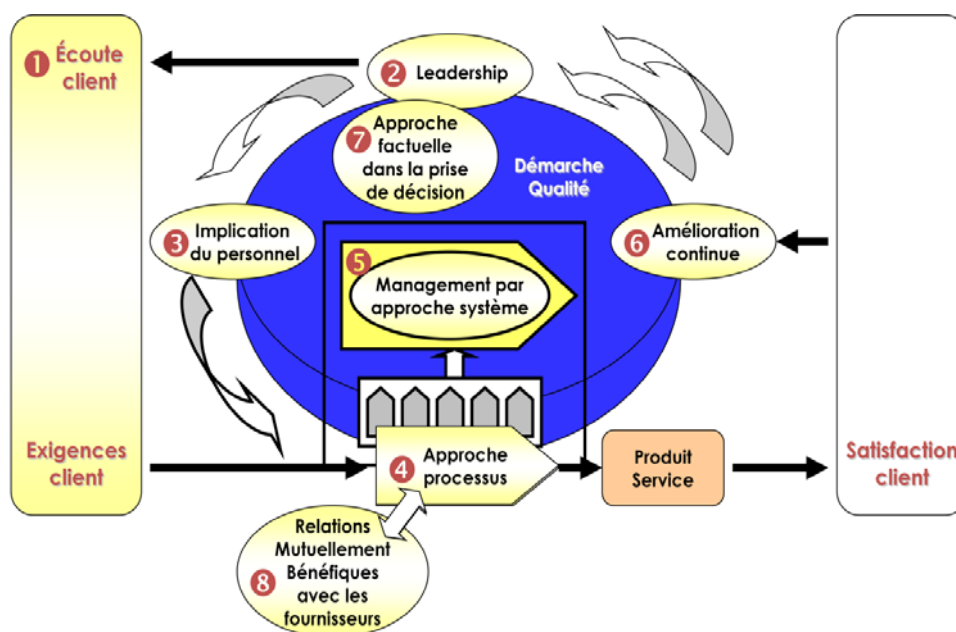 1 Écoute
client
2 Leadership
7 Approche
factuelle
dans la prise
de décision
Démarche
Qualité
3 Implication
du personnel
6 Amélioration
continue
5 Management par
approche système
Exigences
client
4 Approche
processus
Produit
Service
Satisfaction
client
Relations
Mutuellement
8 Bénéfiques
avec les
fournisseurs